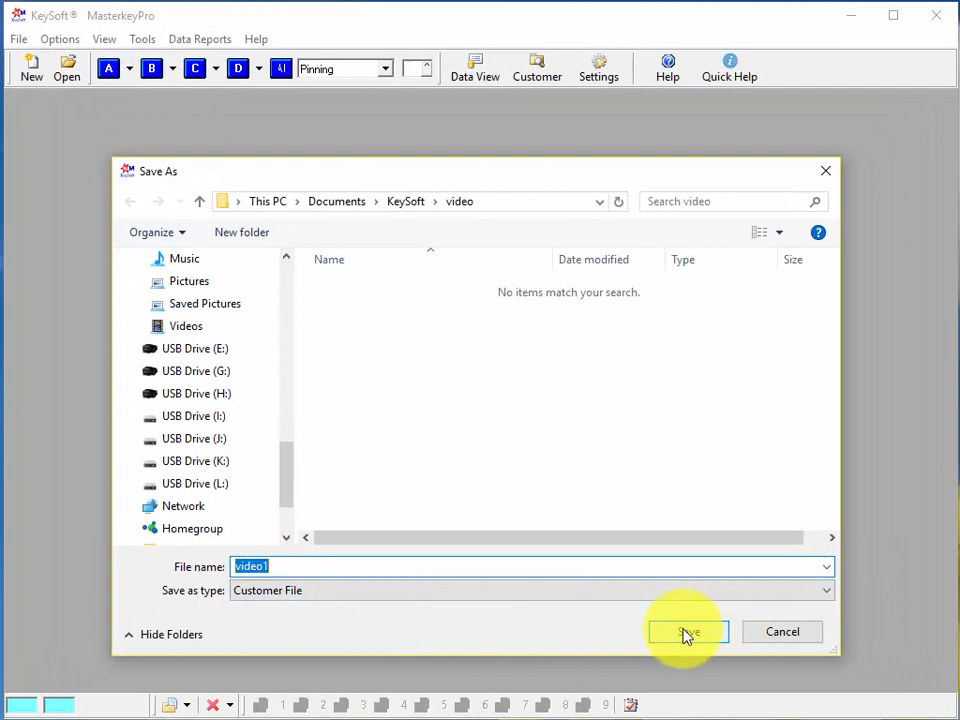 KeySoft® MasterkeyPro
File Options View Tools Data Reports Help
New Open A B C D All Pinning Data View Customer Settings Help Quick Help
Save As
This PC › Documents › KeySoft › video Search video
Organize New folder
Name Date modified Type Size
No items match your search.
Music
Pictures
Saved Pictures
Videos
USB Drive (E:)
USB Drive (G:)
USB Drive (H:)
USB Drive (I:)
USB Drive (J:)
USB Drive (K:)
USB Drive (L:)
Network
Homegroup
File name: video1
Save as type: Customer File
Hide Folders Save Cancel
1 2 3 4 5 6 7 8 9